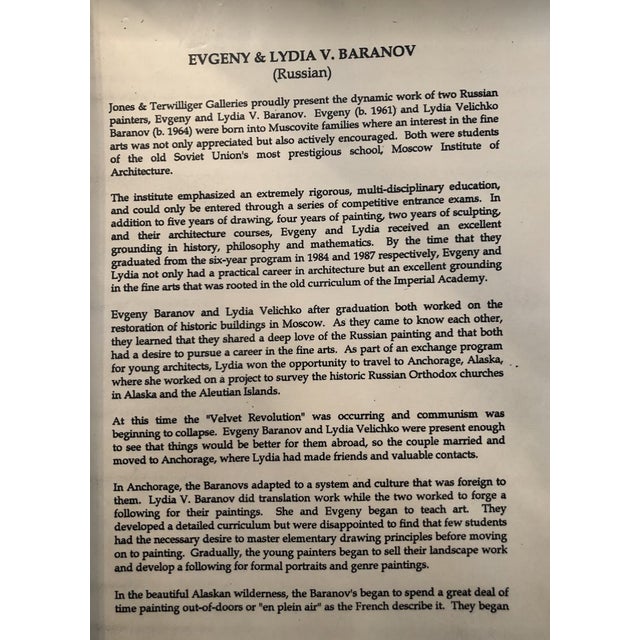 EVGENY & LYDIA V. BARANOV
(Russian)
Jones & Terwilliger Galleries proudly present the dynamic work of two Russian
painters, Evgeny and Lydia V. Baranov. Evgeny (b. 1961) and Lydia Velichko
Baranov (b. 1964) were born into Muscovite families where an interest in the fine
arts was not only appreciated but also actively encouraged. Both were students
of the old Soviet Union's most prestigious school, Moscow Institute of
Architecture.
The institute emphasized an extremely rigorous, multi-disciplinary education,
and could only be entered through a series of competitive entrance exams. In
addition to five years of drawing, four years of painting, two years of sculpting,
and their architecture courses, Evgeny and Lydia received an excellent
grounding in history, philosophy and mathematics. By the time that they
graduated from the six-year program in 1984 and 1987 respectively, Evgeny and
Lydia not only had a practical career in architecture but an excellent grounding
in the fine arts that was rooted in the old curriculum of the Imperial Academy.
Evgeny Baranov and Lydia Velichko after graduation both worked on the
restoration of historic buildings in Moscow. As they came to know each other,
they learned that they shared a deep love of the Russian painting and that both
had a desire to pursue a career in the fine arts. As part of an exchange program
for young architects, Lydia won the opportunity to travel to Anchorage, Alaska,
where she worked on a project to survey the historic Russian Orthodox churches
in Alaska and the Aleutian Islands.
At this time the "Velvet Revolution" was occurring and communism was
beginning to collapse. Evgeny Baranov and Lydia Velichko were present enough
to see that things would be better for them abroad, so the couple married and
moved to Anchorage, where Lydia had made friends and valuable contacts.
In Anchorage, the Baranovs adapted to a system and culture that was foreign to
them. Lydia V. Baranov did translation work while the two worked to forge a
following for their paintings. She and Evgeny began to teach art. They
developed a detailed curriculum but were disappointed to find that few students
had the necessary desire to master elementary drawing principles before moving
on to painting. Gradually, the young painters began to sell their landscape work
and develop a following for formal portraits and genre paintings.
In the beautiful Alaskan wilderness, the Baranov's began to spend a great deal of
time painting out-of-doors or "en plein air" as the French describe it. They began